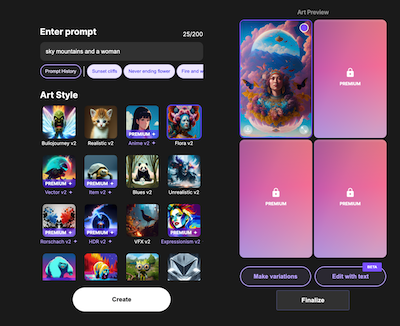 Enter prompt
25/200
sky mountains and a woman
Prompt History
Sunset cliffs
Never ending flower
Fire and w
Art Style
PREMIUM +
Buliojourney v2
Realistic v2
Anime v2 +
Flora v2
PREMIUM +
PREMIUM +
Vector v2 +
Item v2 +
Blues v2
Unrealistic v2
PREMIUM +
PREMIUM +
PREMIUM +
Rorschach v2 +
HDR v2 +
VFX v2
Expressionism v2
Create
Art Preview
PREMIUM
PREMIUM
PREMIUM
BETA
Make variations
Edit with text
Finalize